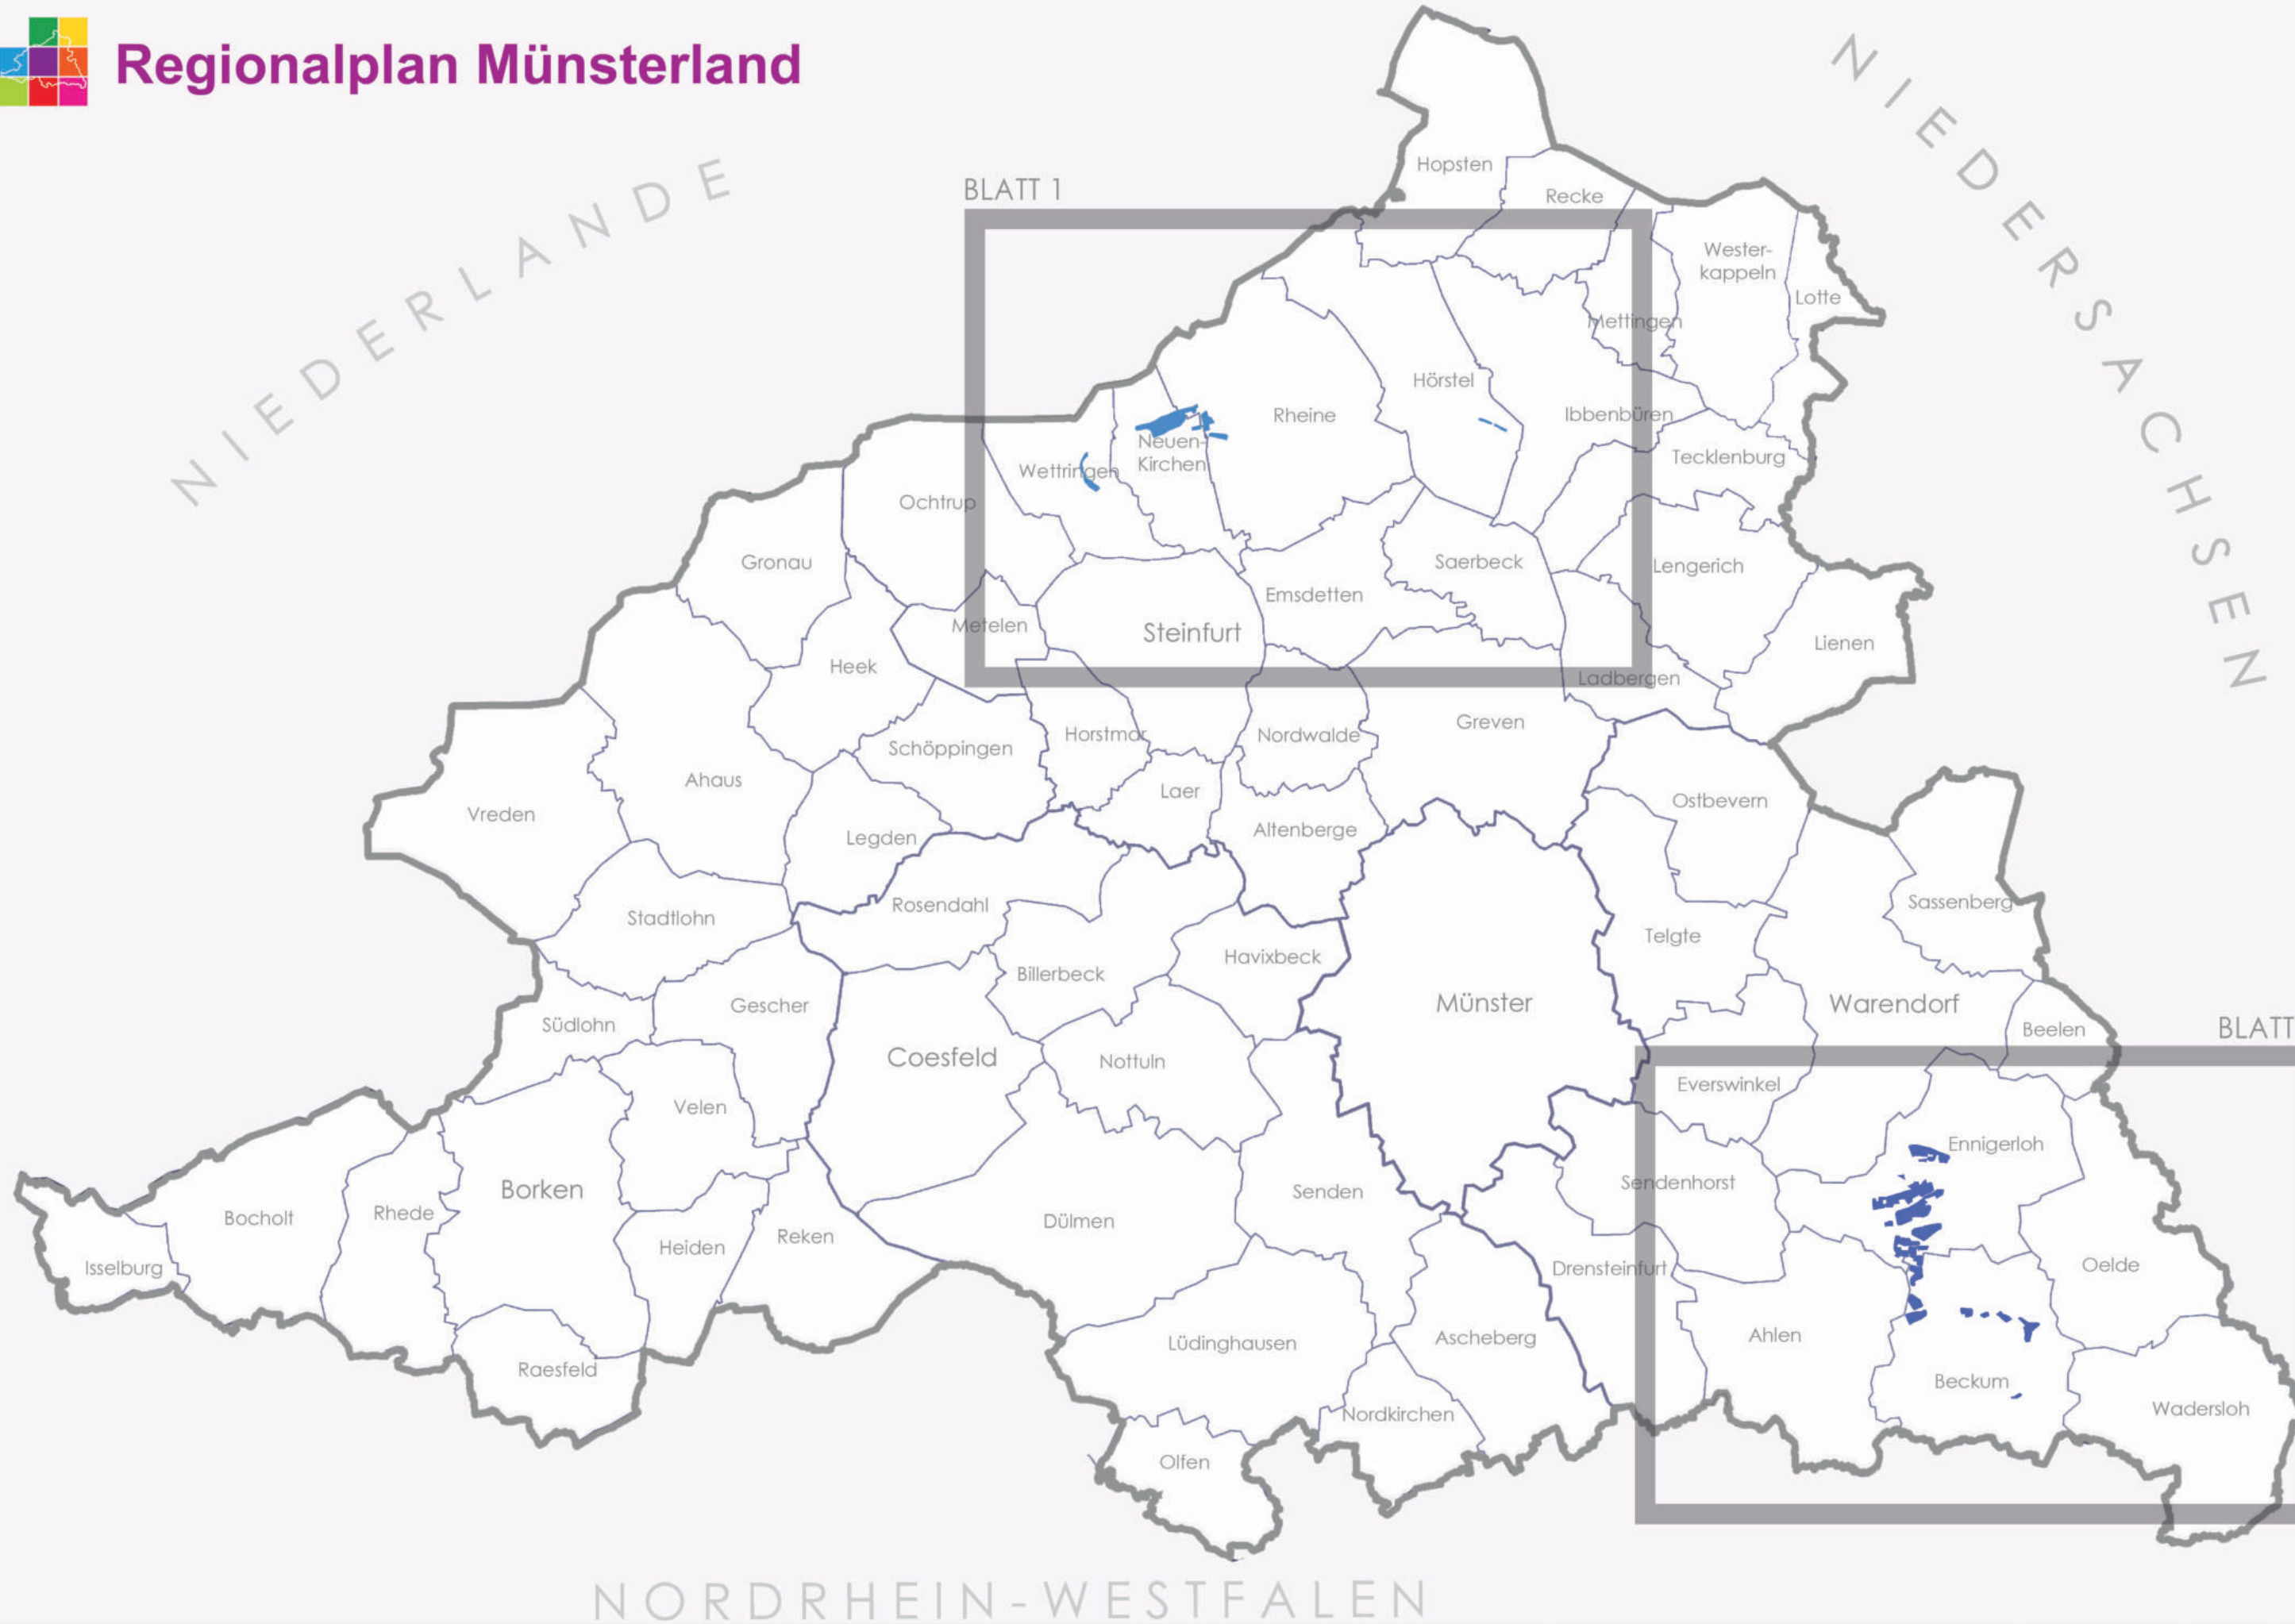 Regionalplan Münsterland
NIEDERLANDE
NIEDERSACHSEN
BLATT 1
Hopsten
Recke
Wester-
kappeln
Lotte
Mettingen
Hörstel
Rheine
Ibbenbüren
Neuen-
Kirchen
Wettringen
Tecklenburg
Ochtrup
Gronau
Saerbeck
Lengerich
Emsdetten
Metelen
Steinfurt
Lienen
Heek
Ladbergen
Greven
Horstmar
Nordwalde
Schöppingen
Ahaus
Laer
Ostbevern
Vreden
Altenberge
Legden
Rosendahl
Sassenberg
Stadtlohn
Telgte
Havixbeck
Billerbeck
Gescher
Münster
Warendorf
Südlohn
Beelen
BLATT
Coesfeld
Nottuln
Everswinkel
Velen
Ennigerloh
Sendenhorst
Borken
Senden
Rhede
Bocholt
Dülmen
Reken
Heiden
Isselburg
Drensteinfurt
Oelde
Ahlen
Ascheberg
Lüdinghausen
Raesfeld
Beckum
Wadersloh
Nordkirchen
Olfen
NORDRHEIN-WESTFALEN